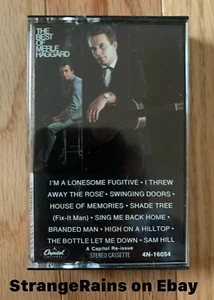 THE
BEST
OF
MERLE
HAGGARD
I'M A LONESOME FUGITIVE • I THREW
AWAY THE ROSE • SWINGING DOORS •
HOUSE OF MEMORIES • SHADE TREE
(Fix-It Man) • SING ME BACK HOME •
BRANDED MAN • HIGH ON A HILLTOP •
THE BOTTLE LET ME DOWN • SAM HILL
A Capitol Re-issue
Capitol
STEREO CASSETTE
4N-16054
StrangeRains on Ebay